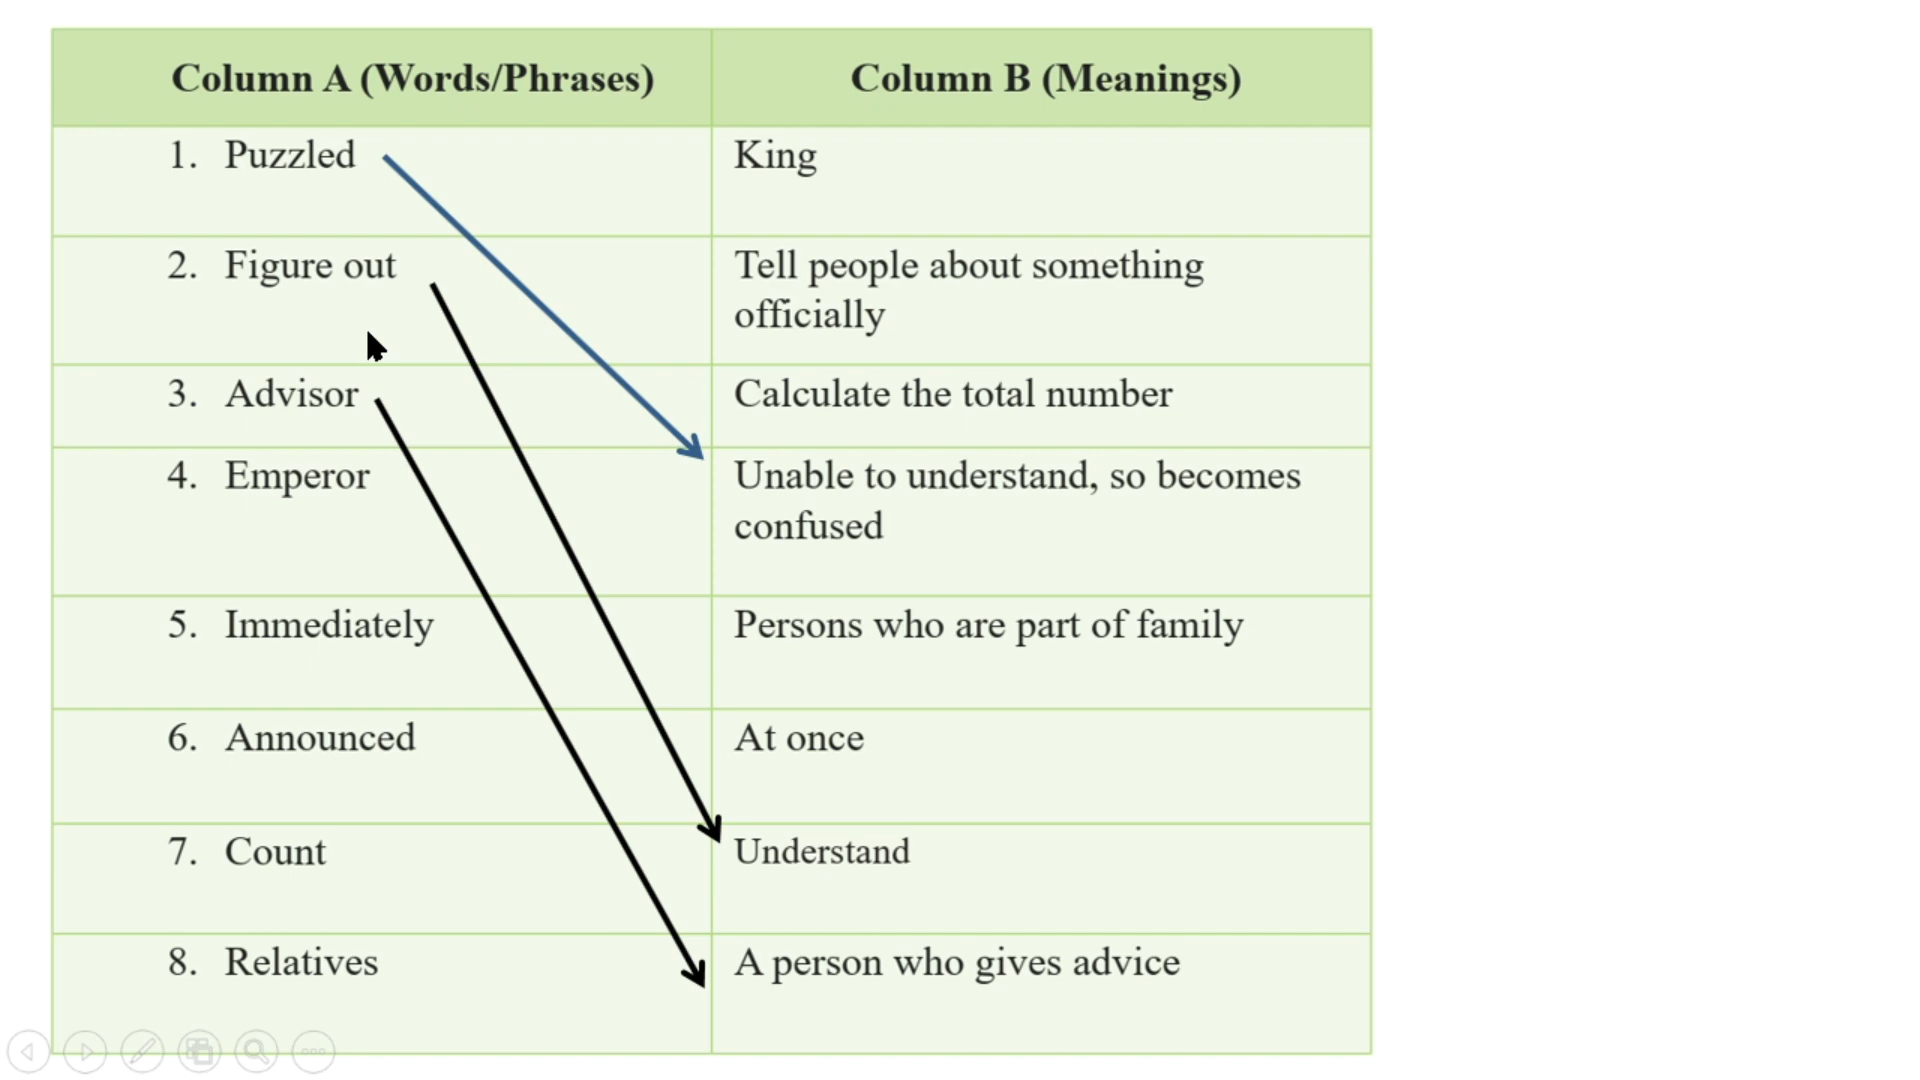 Column A (Words/Phrases) Column B (Meanings)
1. Puzzled King
2. Figure out Tell people about something
officially
3. Advisor Calculate the total number
4. Emperor Unable to understand, so becomes
confused
5. Immediately Persons who are part of family
6. Announced At once
7. Count Understand
8. Relatives A person who gives advice